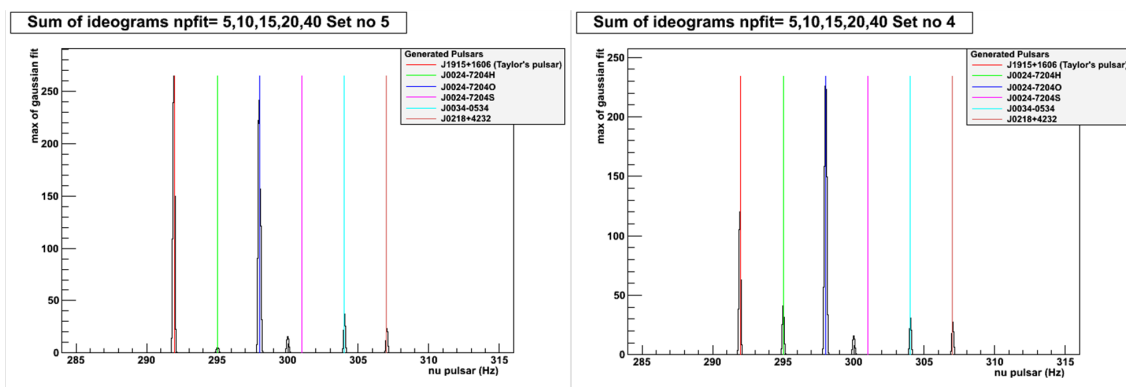 Sum of ideograms npfit= 5,10,15,20,40 Set no 5
max of gaussian fit
250
200
150
100
50
0
285
290
295
300
305
310
315
nu pulsar (Hz)
Generated Pulsars
J1915+1606 (Taylor's pulsar)
J0024-7204H
J0024-7204O
J0024-7204S
J0034-0534
J0218+4232
Sum of ideograms npfit= 5,10,15,20,40 Set no 4
max of gaussian fit
250
200
150
100
50
0
285
290
295
300
305
310
315
nu pulsar (Hz)
Generated Pulsars
J1915+1606 (Taylor's pulsar)
J0024-7204H
J0024-7204O
J0024-7204S
J0034-0534
J0218+4232